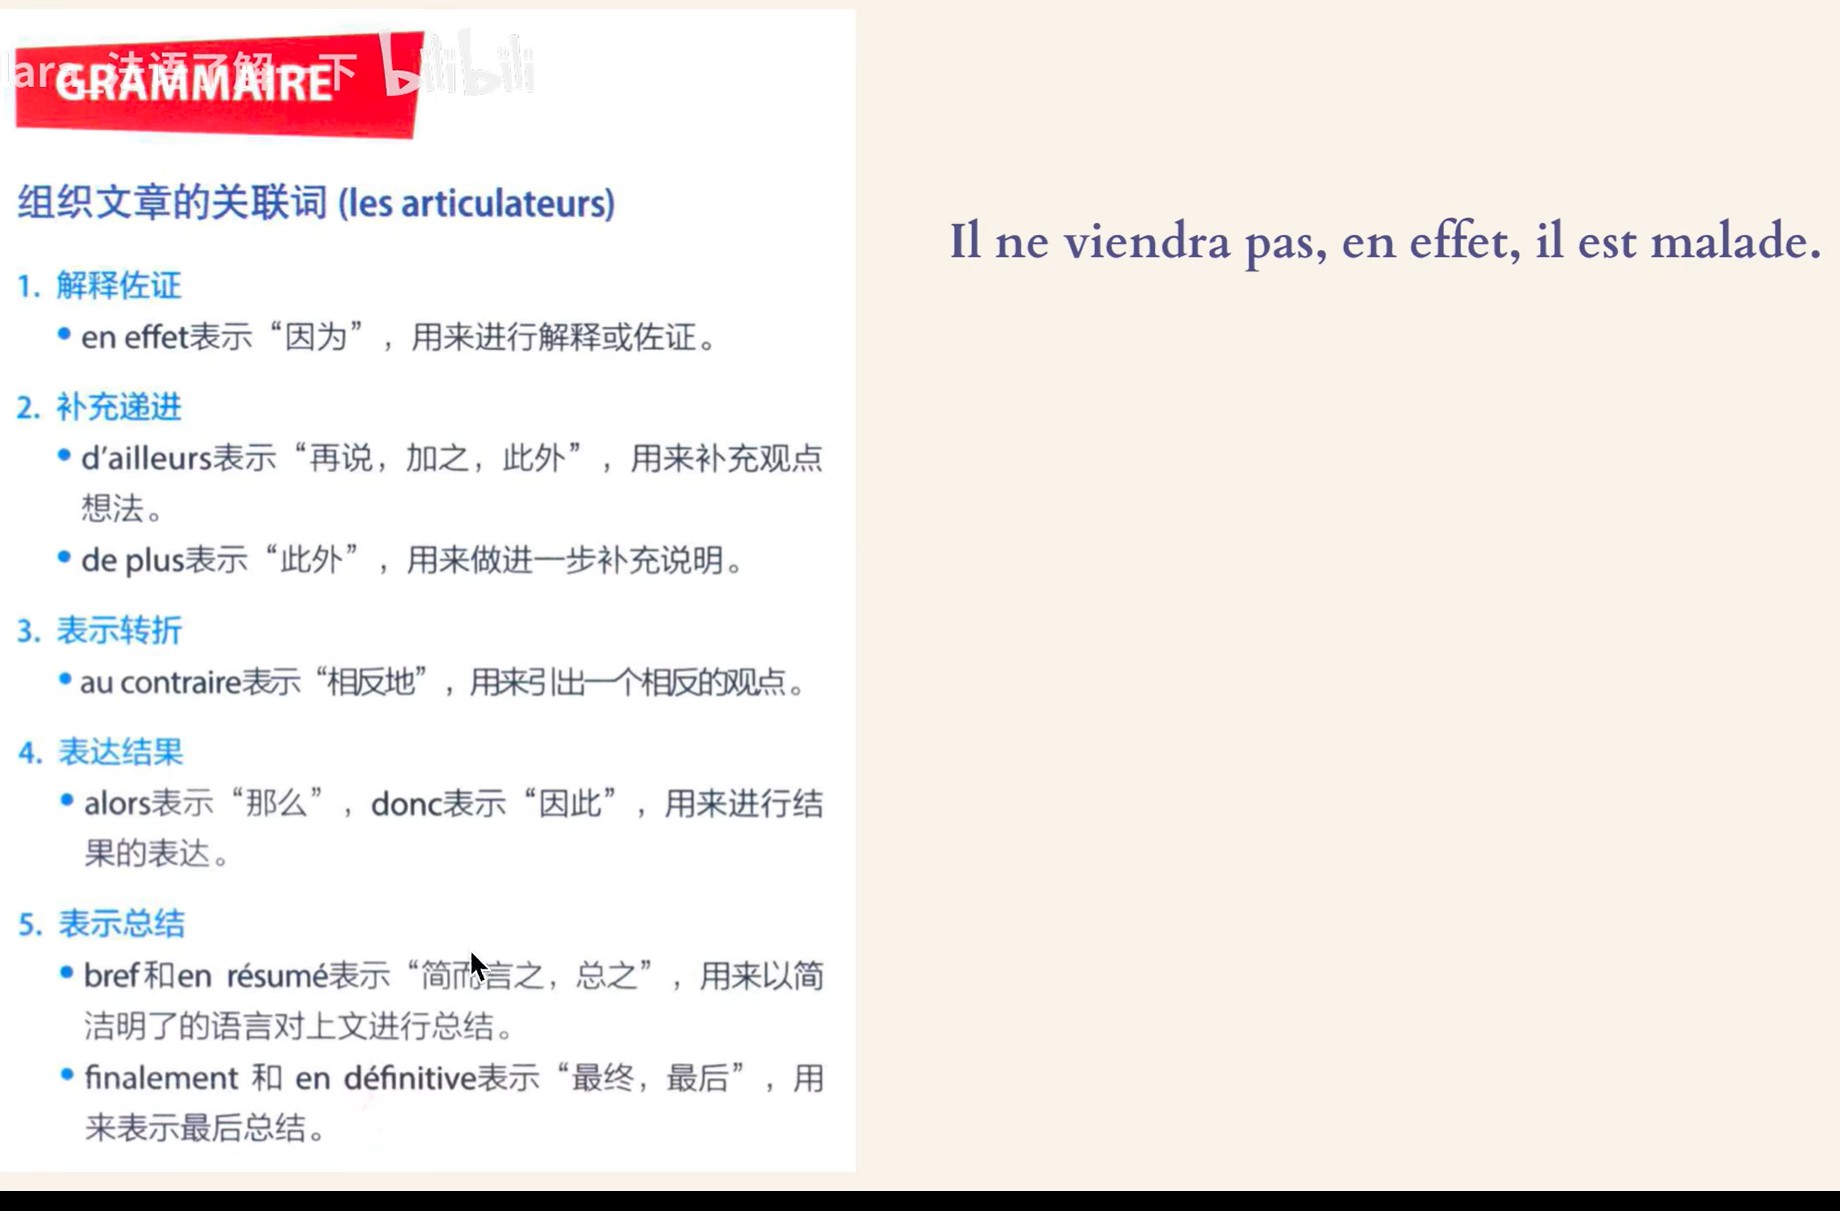 GRAMMAIRE
lara_法语了解一下 bilibili
组织文章的关联词 (les articulateurs)
1. 解释佐证
• en effet表示“因为”，用来进行解释或佐证。
2. 补充递进
• d'ailleurs表示“再说，加之，此外”，用来补充观点
想法。
• de plus表示“此外”，用来做进一步补充说明。
3. 表示转折
• au contraire表示“相反地”，用来引出一个相反的观点。
4. 表达结果
• alors表示“那么”，donc表示“因此”，用来进行结
果的表达。
5. 表示总结
• bref和en résumé表示“简而言之，总之”，用来以简
洁明了的语言对上文进行总结。
• finalement 和 en définitive表示“最终，最后”，用
来表示最后总结。
Il ne viendra pas, en effet, il est malade.